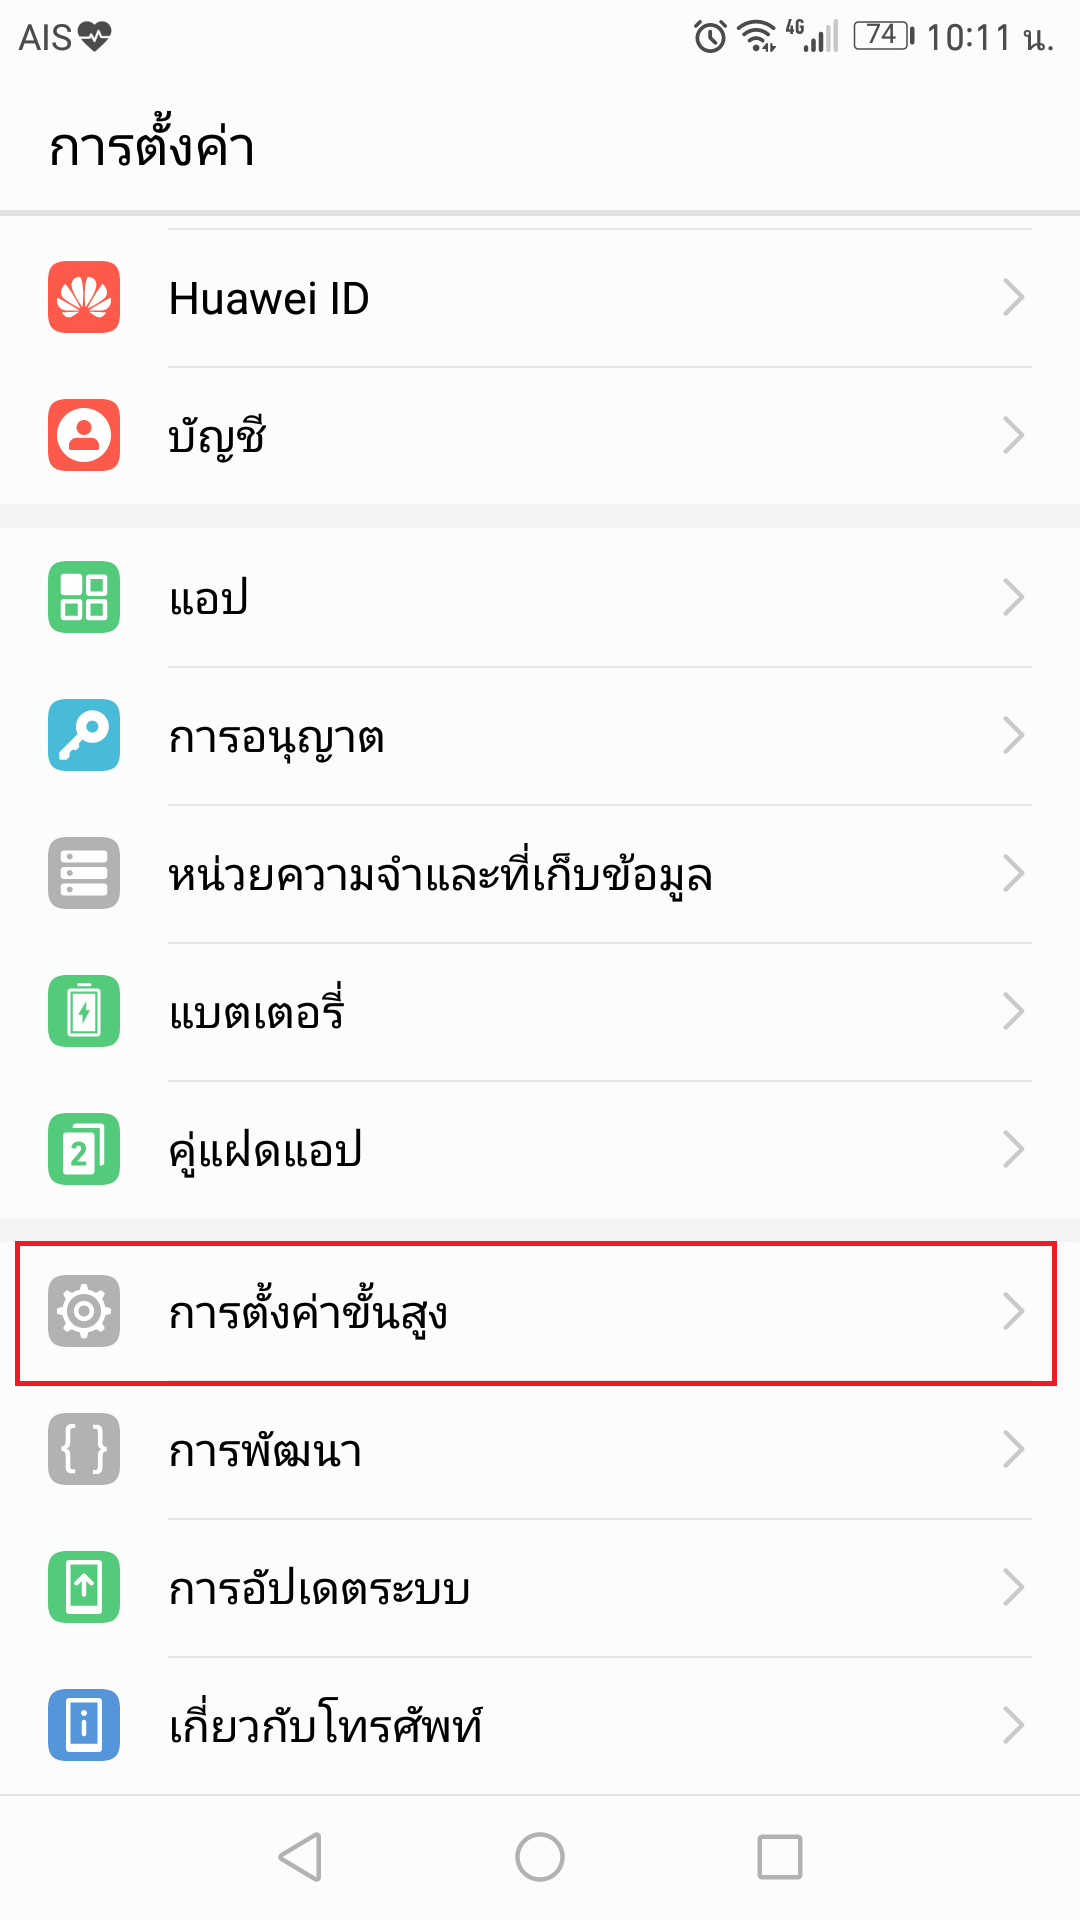 AIS 4G 74 10:11 น.
การตั้งค่า
Huawei ID
บัญชี
แอป
การอนุญาต
หน่วยความจำและที่เก็บข้อมูล
แบตเตอรี่
2 คู่แฝดแอป
การตั้งค่าขั้นสูง
{ } การพัฒนา
การอัปเดตระบบ
เกี่ยวกับโทรศัพท์